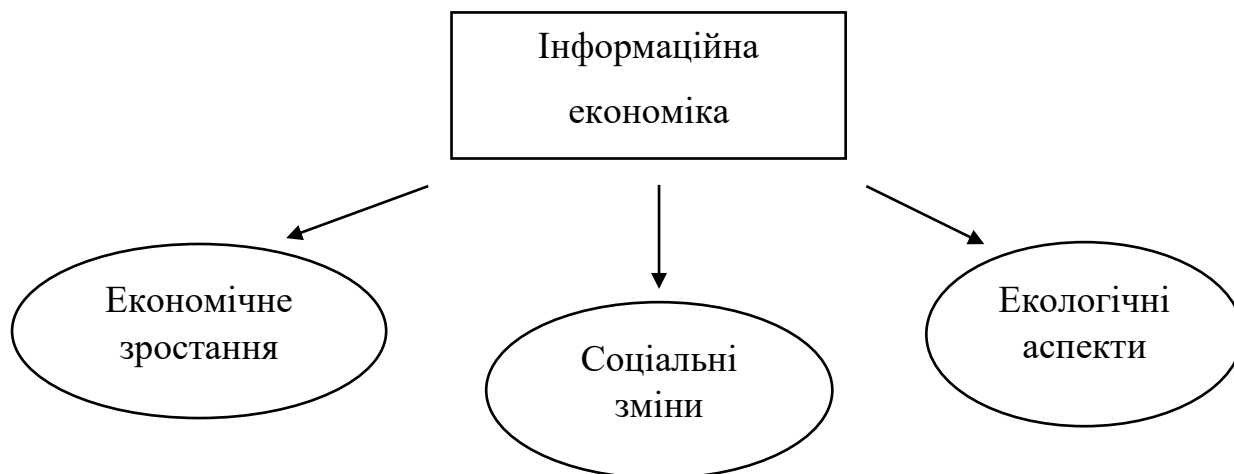 Інформаційна
економіка
Економічне
зростання
Соціальні
зміни
Екологічні
аспекти